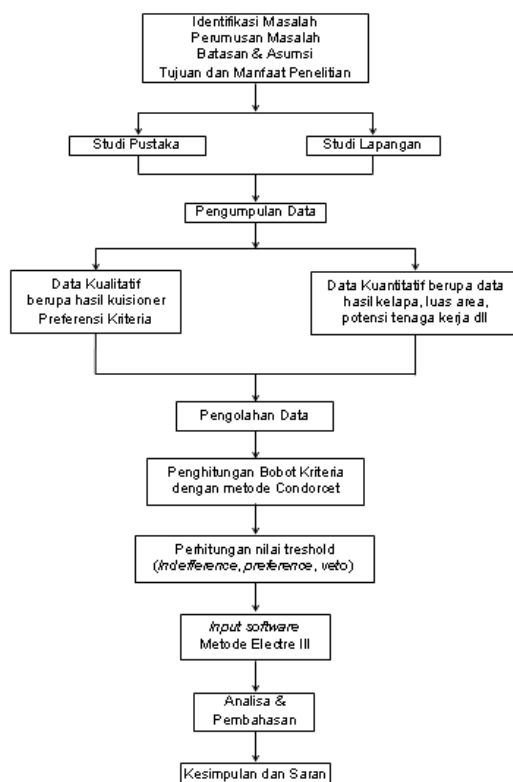 Identifikasi Masalah
Perumusan Masalah
Batasan & Asumsi
Tujuan dan Manfaat Penelitian
Studi Pustaka
Studi Lapangan
Pengumpulan Data
Data Kualitatif
berupa hasil kuisioner
Preferensi Kriteria
Data Kuantitatif berupa data
hasil kelapa, luas area,
potensi tenaga kerja dll
Pengolahan Data
Penghitungan Bobot Kriteria
dengan metode Condorcet
Perhitungan nilai treshold
(Indefference, preference, veto)
Input software
Metode Electre III
Analisa &
Pembahasan
Kesimpulan dan Saran